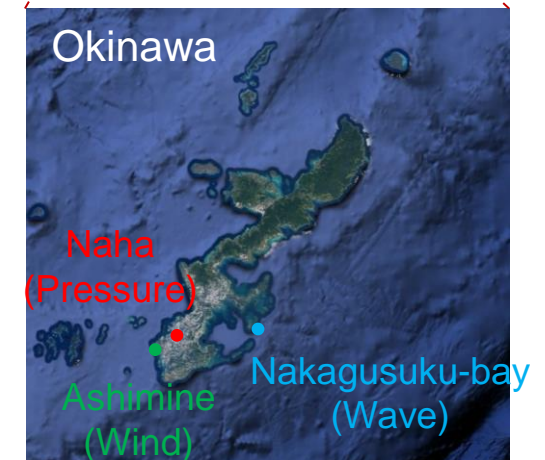 Okinawa
Naha
(Pressure)
Nakagusuku-bay
(Wave)
Ashimine
(Wind)